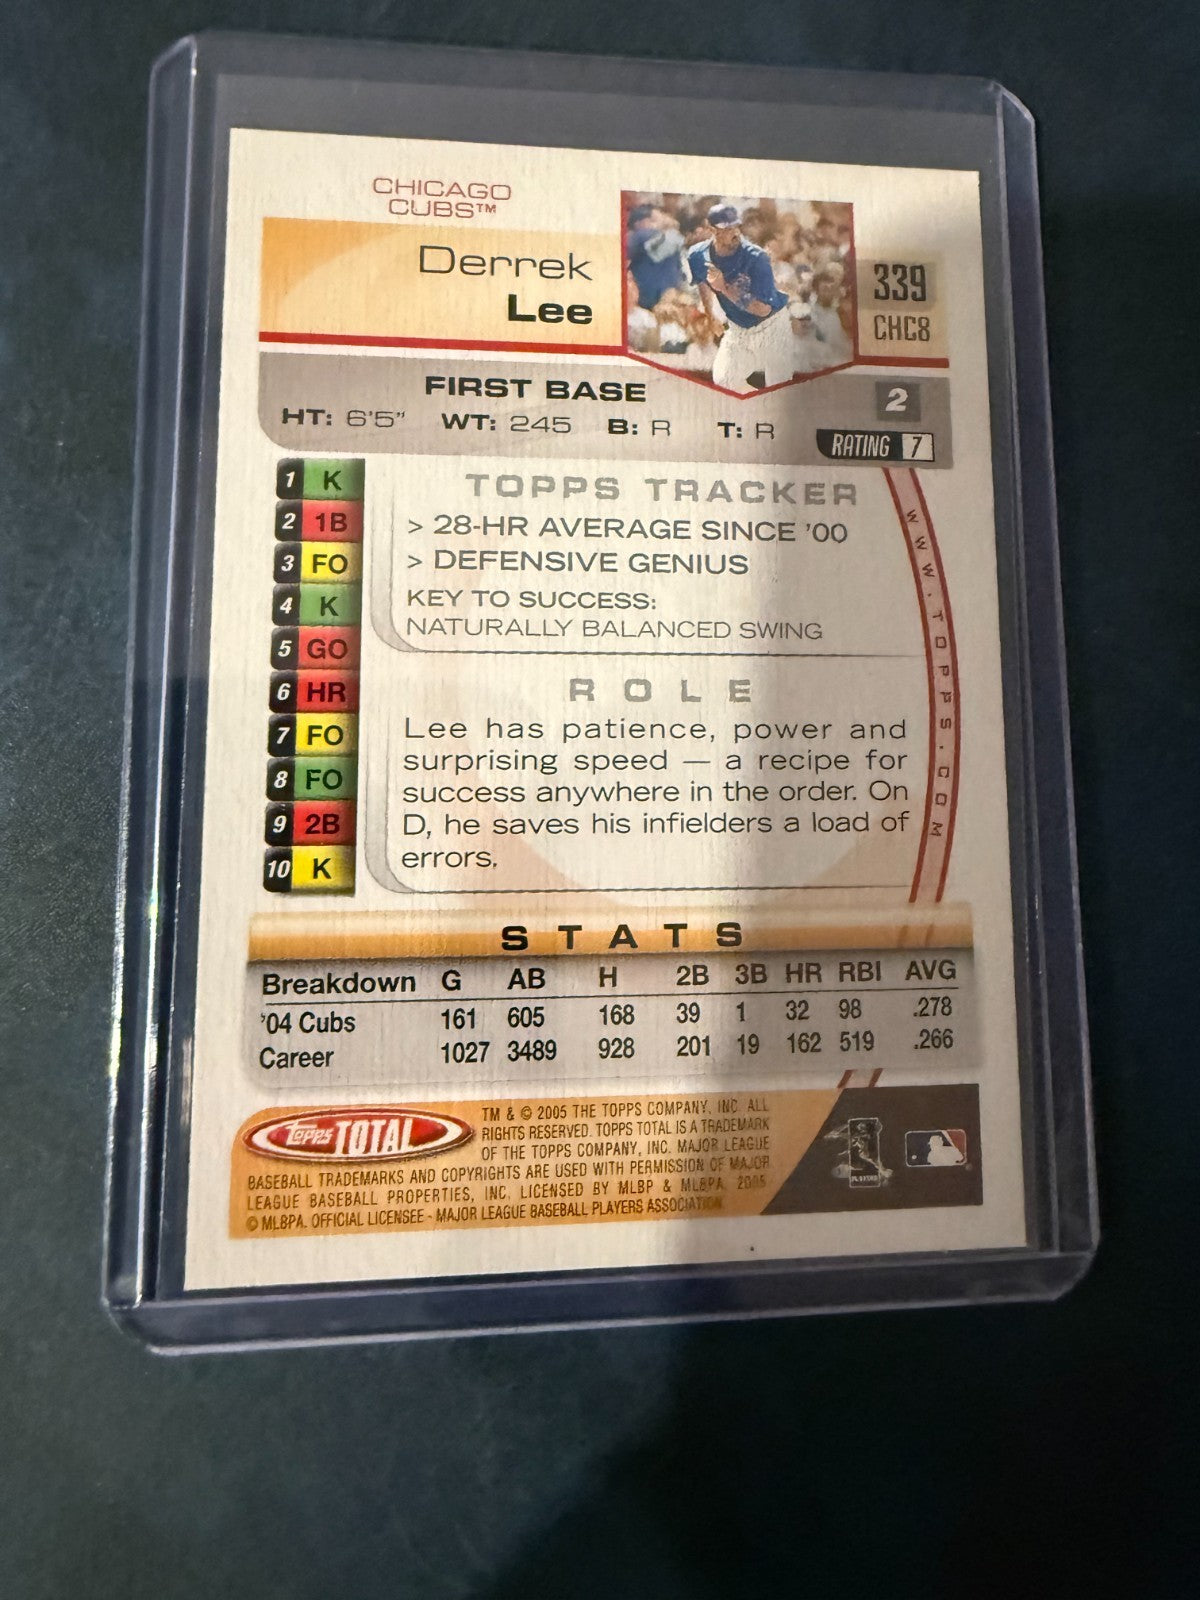 CHICAGO
CUBS™
Derrek
Lee
339
CHC8
FIRST BASE
2
HT: 6'5" WT: 245 B: R T: R
RATING 7
1 K
2 1B
3 FO
4 K
5 GO
6 HR
7 FO
8 FO
9 2B
10 K
TOPPS TRACKER
> 28-HR AVERAGE SINCE '00
> DEFENSIVE GENIUS
KEY TO SUCCESS:
NATURALLY BALANCED SWING
WWW.TOPPS.COM
ROLE
Lee has patience, power and
surprising speed — a recipe for
success anywhere in the order. On
D, he saves his infielders a load of
errors.
STATS
Breakdown G AB H 2B 3B HR RBI AVG
'04 Cubs 161 605 168 39 1 32 98 .278
Career 1027 3489 928 201 19 162 519 .266
Topps TOTAL
TM & © 2005 THE TOPPS COMPANY, INC. ALL
RIGHTS RESERVED. TOPPS TOTAL IS A TRADEMARK
OF THE TOPPS COMPANY, INC. MAJOR LEAGUE
BASEBALL TRADEMARKS AND COPYRIGHTS ARE USED WITH PERMISSION OF MAJOR
LEAGUE BASEBALL PROPERTIES, INC. LICENSED BY MLBP & MLBPA. 2005
© MLBPA. OFFICIAL LICENSEE - MAJOR LEAGUE BASEBALL PLAYERS ASSOCIATION